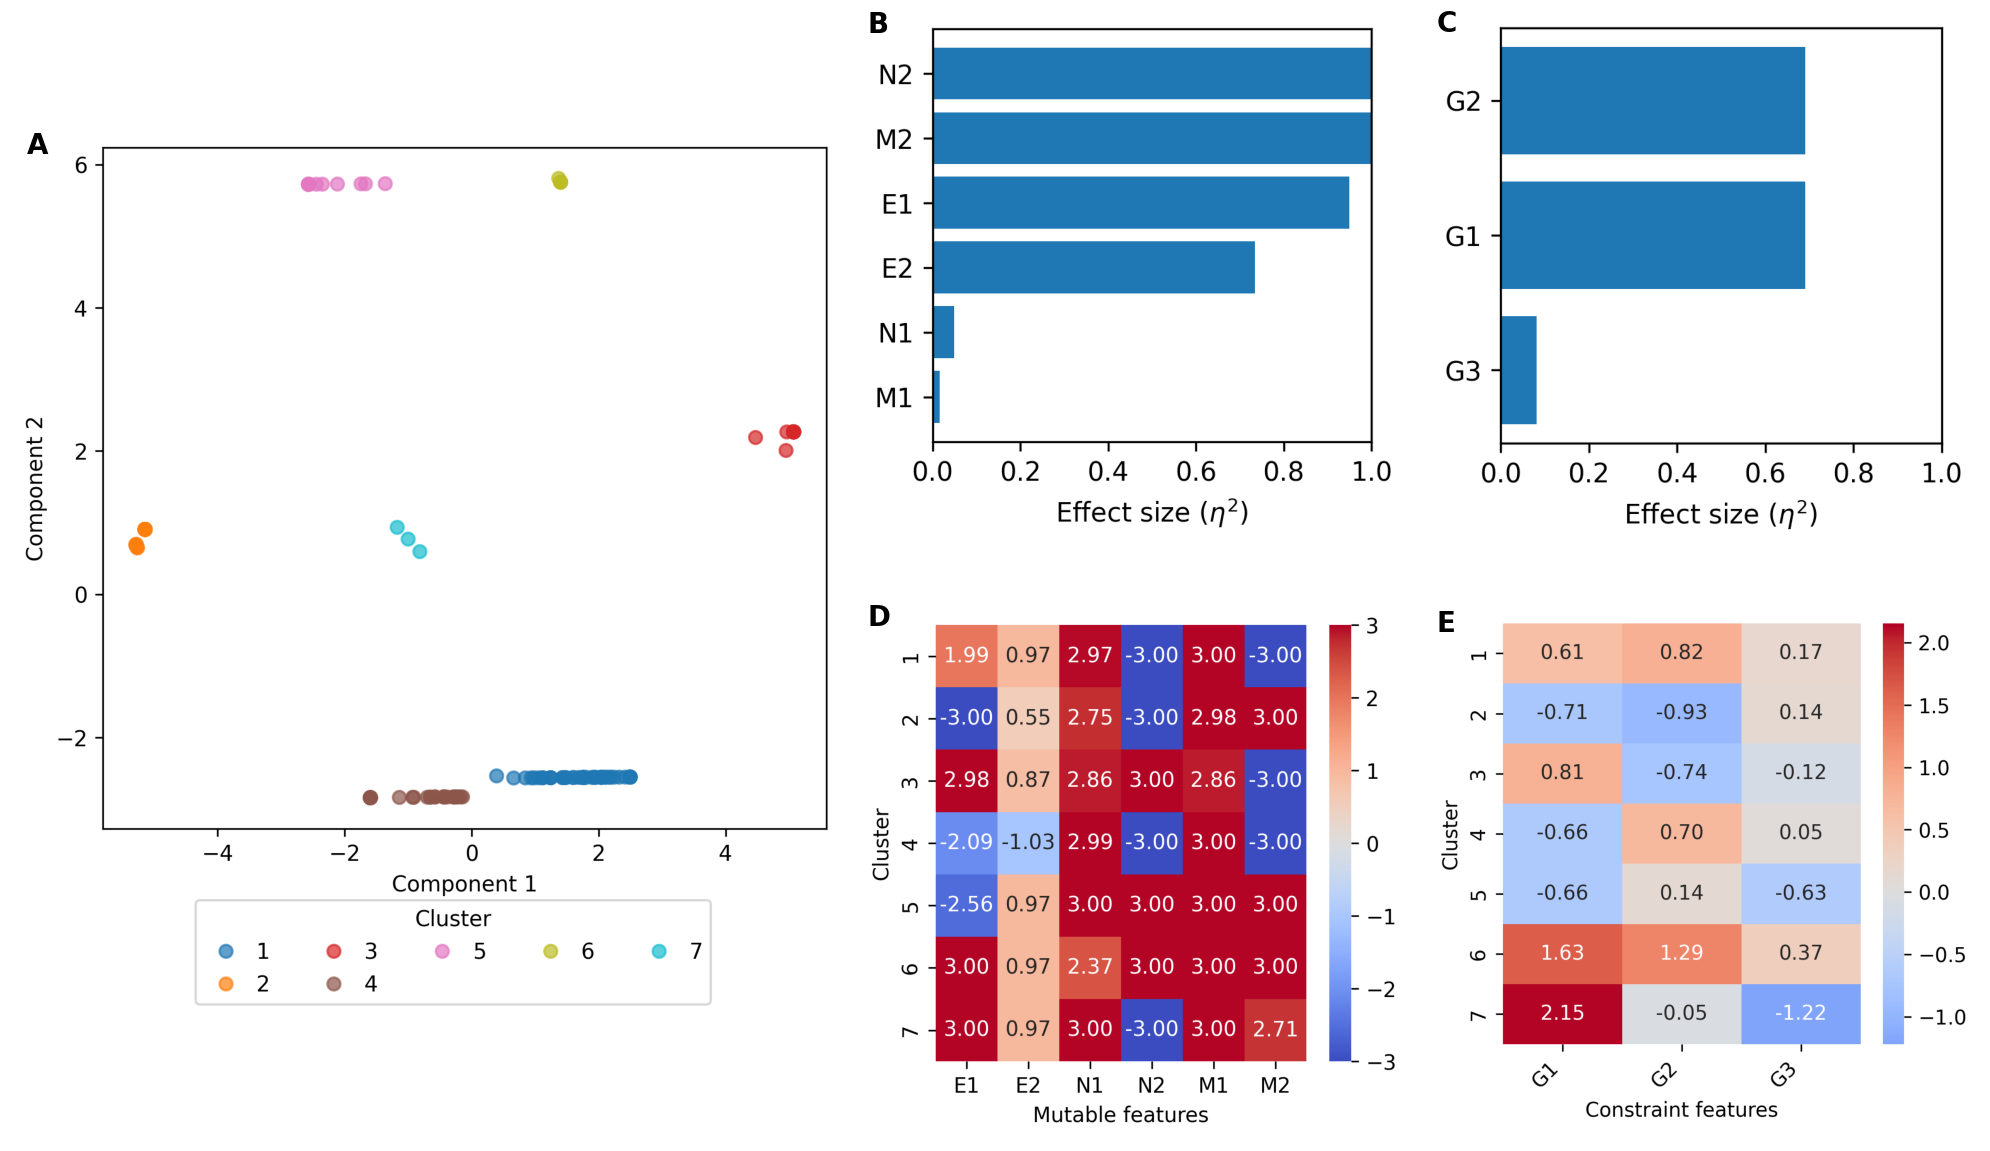 A
6
4
2
0
−2
Component 2
−4 −2 0 2 4
Component 1
Cluster
1 3 5 6 7
2 4
B
N2
M2
E1
E2
N1
M1
0.0 0.2 0.4 0.6 0.8 1.0
Effect size (η²)
C
G2
G1
G3
0.0 0.2 0.4 0.6 0.8 1.0
Effect size (η²)
D
Cluster
1 1.99 0.97 2.97 -3.00 3.00 -3.00
2 -3.00 0.55 2.75 -3.00 2.98 3.00
3 2.98 0.87 2.86 3.00 2.86 -3.00
4 -2.09 -1.03 2.99 -3.00 3.00 -3.00
5 -2.56 0.97 3.00 3.00 3.00 3.00
6 3.00 0.97 2.37 3.00 3.00 3.00
7 3.00 0.97 3.00 -3.00 3.00 2.71
E1 E2 N1 N2 M1 M2
Mutable features
3
2
1
0
−1
−2
−3
E
Cluster
1 0.61 0.82 0.17
2 -0.71 -0.93 0.14
3 0.81 -0.74 -0.12
4 -0.66 0.70 0.05
5 -0.66 0.14 -0.63
6 1.63 1.29 0.37
7 2.15 -0.05 -1.22
G1 G2 G3
Constraint features
2.0
1.5
1.0
0.5
0.0
−0.5
−1.0